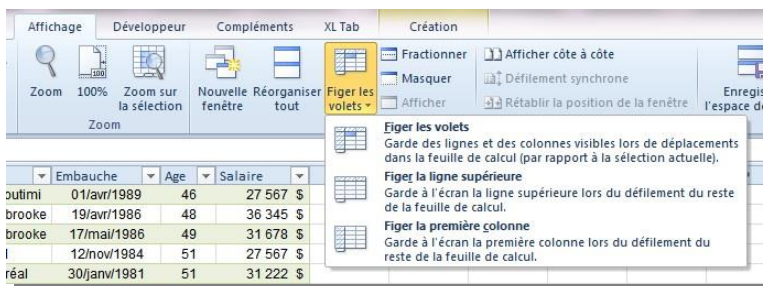 Affichage Développeur Compléments XL Tab Création
Zoom 100% Zoom sur la sélection
Zoom
Nouvelle fenêtre Réorganiser tout Figer les volets
Fractionner
Masquer
Afficher
Afficher côte à côte
Défilement synchrone
Rétablir la position de la fenêtre
Enregis
l'espace de
Figer les volets
Garde des lignes et des colonnes visibles lors de déplacements
dans la feuille de calcul (par rapport à la sélection actuelle).
Figer la ligne supérieure
Garde à l'écran la ligne supérieure lors du défilement du reste
de la feuille de calcul.
Figer la première colonne
Garde à l'écran la première colonne lors du défilement du
reste de la feuille de calcul.
Embauche Age Salaire
outimi 01/avr/1989 46 27 567 $
brooke 19/avr/1986 48 36 345 $
brooke 17/mai/1986 49 31 678 $
12/nov/1984 51 27 567 $
réal 30/janv/1981 51 31 222 $